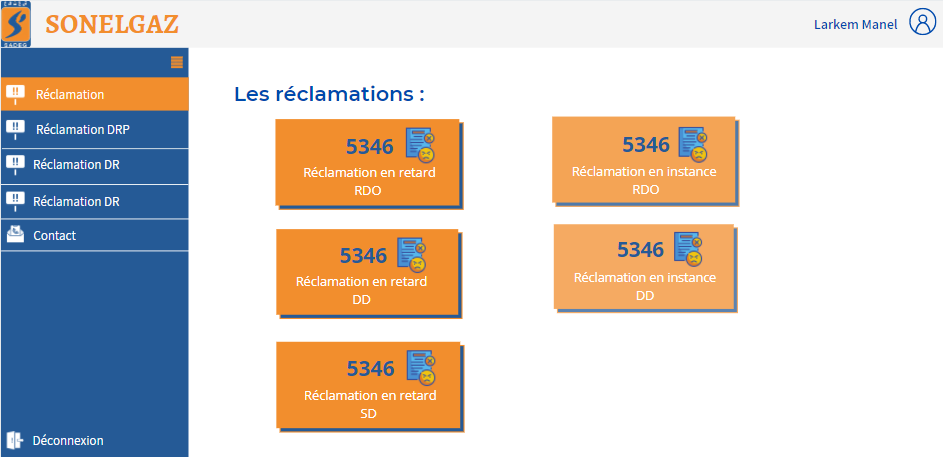 SONELGAZ
SADEG
Larkem Manel
!! Réclamation
!! Réclamation DRP
!! Réclamation DR
!! Réclamation DR
Contact
Déconnexion
Les réclamations :
5346
Réclamation en retard
RDO
5346
Réclamation en instance
RDO
5346
Réclamation en retard
DD
5346
Réclamation en instance
DD
5346
Réclamation en retard
SD